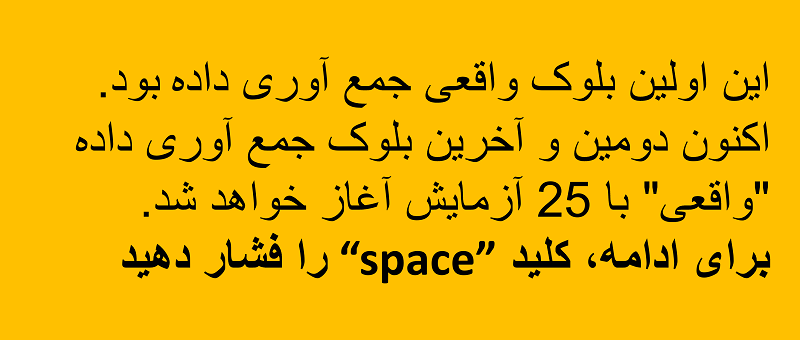 این اولین بلوک واقعی جمع آوری داده بود.
اکنون دومین و آخرین بلوک جمع آوری داده
"واقعی" با 25 آزمایش آغاز خواهد شد.
برای ادامه، کلید ”space“ را فشار دهید